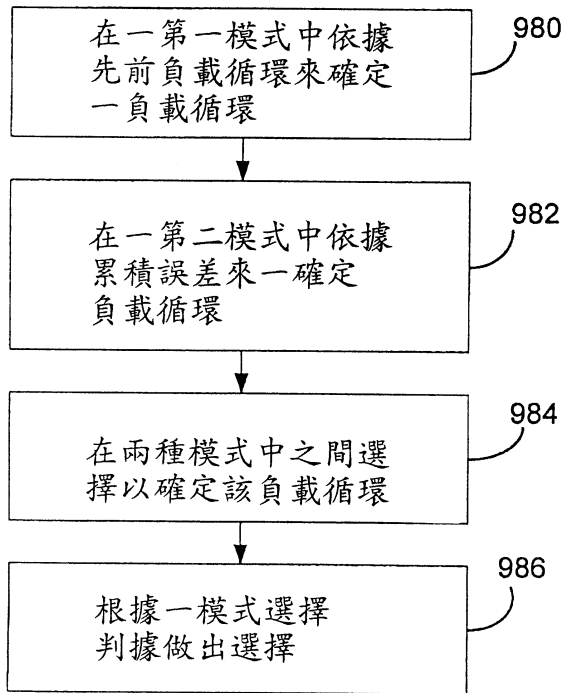 在一第一模式中依據
先前負載循環來確定
一負載循環
980
在一第二模式中依據
累積誤差來一確定
負載循環
982
在兩種模式中之間選
擇以確定該負載循環
984
根據一模式選擇
判據做出選擇
986